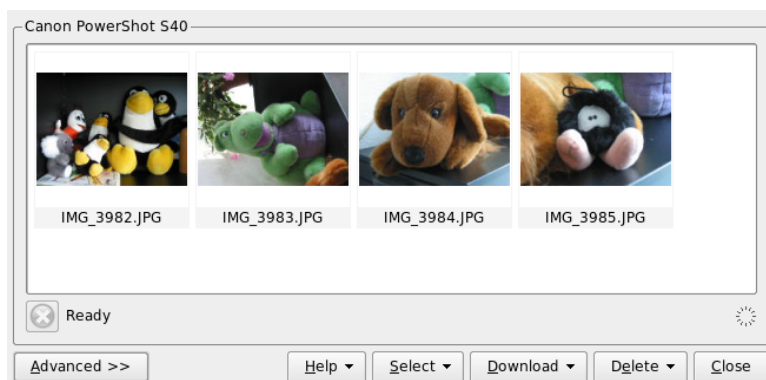 Canon PowerShot S40
IMG_3982.JPG IMG_3983.JPG IMG_3984.JPG IMG_3985.JPG
Ready
Advanced >> Help Select Download Delete Close